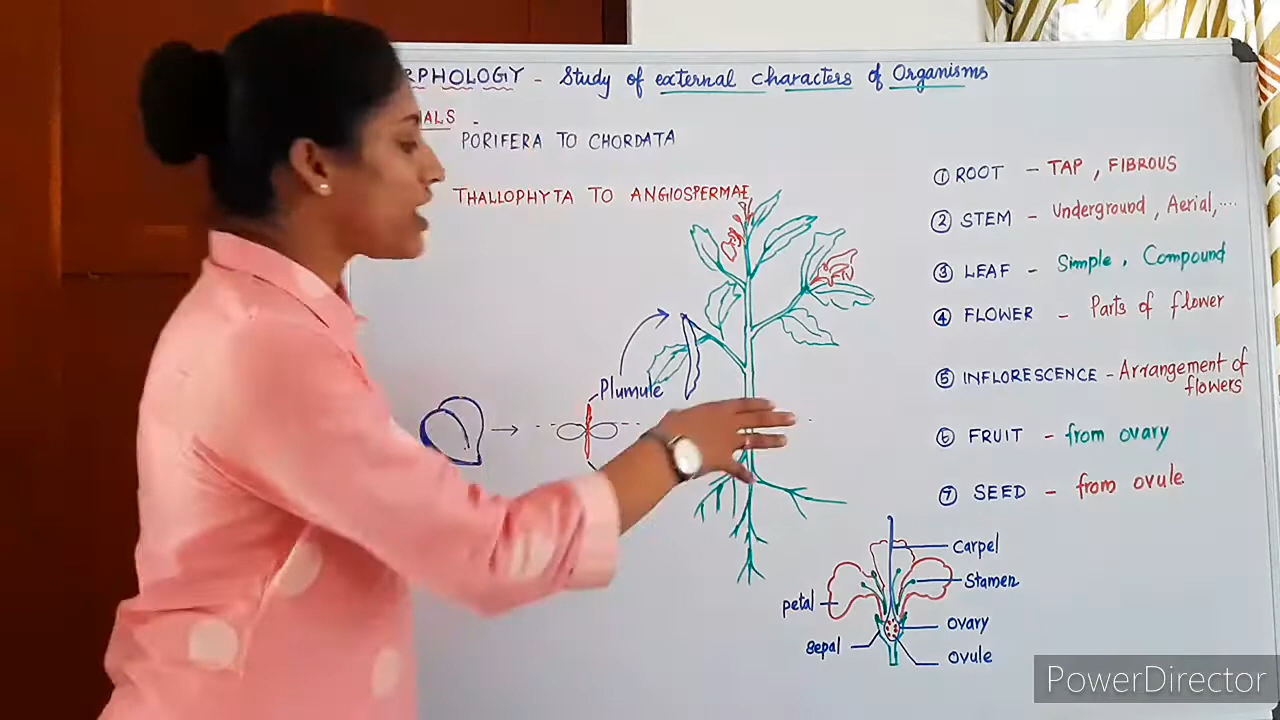 RPHOLOGY - Study of external characters of Organisms
ALS -
PORIFERA TO CHORDATA
THALLOPHYTA TO ANGIOSPERMAE
① ROOT - TAP, FIBROUS
② STEM - Underground, Aerial,....
③ LEAF - Simple, Compound
④ FLOWER - Parts of flower
⑤ INFLORESCENCE - Arrangement of
flowers
⑥ FRUIT - from ovary
⑦ SEED - from ovule
Plumule
Carpel
Stamen
petal
Ovary
Sepal
Ovule
PowerDirector